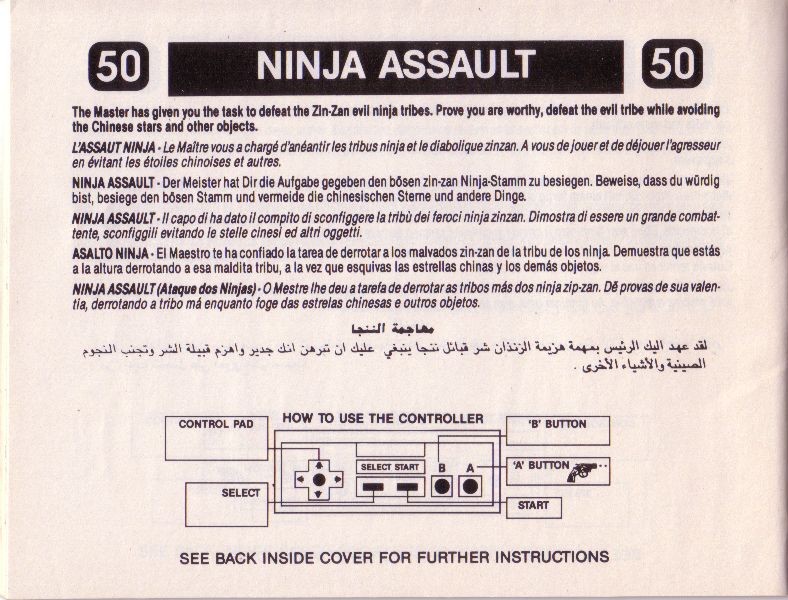 50 NINJA ASSAULT 50
The Master has given you the task to defeat the Zin-Zan evil ninja tribes. Prove you are worthy, defeat the evil tribe while avoiding
the Chinese stars and other objects.
L'ASSAUT NINJA - Le Maître vous a chargé d'anéantir les tribus ninja et le diabolique zinzan. A vous de jouer et de déjouer l'agresseur
en évitant les étoiles chinoises et autres.
NINJA ASSAULT - Der Meister hat Dir die Aufgabe gegeben den bösen zin-zan Ninja-Stamm zu besiegen. Beweise, dass du würdig
bist, besiege den bösen Stamm und vermeide die chinesischen Sterne und andere Dinge.
NINJA ASSAULT - Il capo di ha dato il compito di sconfiggere la tribù dei feroci ninja zinzan. Dimostra di essere un grande combat-
tente, sconfiggili evitando le stelle cinesi ed altri oggetti.
ASALTO NINJA - El Maestro te ha confiado la tarea de derrotar a los malvados zin-zan de la tribu de los ninja. Demuestra que estás
a la altura derrotando a esa maldita tribu, a la vez que esquivas las estrellas chinas y los demás objetos.
NINJA ASSAULT (Ataque dos Ninjas) - O Mestre lhe deu a tarefa de derrotar as tribos más dos ninja zip-zan. Dê provas de sua valen-
tia, derrotando a tribo má enquanto foge das estrelas chinesas e outros objetos.
مهاجمة الننجا
لقد عهد اليك الرئيس بمهمة هزيمة الزنذان شر قبائل ننجا ينبغي عليك ان تبرهن انك جدير واهزم قبيلة الشر وتجنب النجوم
الصينية والأشياء الأخرى .
HOW TO USE THE CONTROLLER
CONTROL PAD
'B' BUTTON
SELECT START B A
'A' BUTTON
SELECT
START
SEE BACK INSIDE COVER FOR FURTHER INSTRUCTIONS